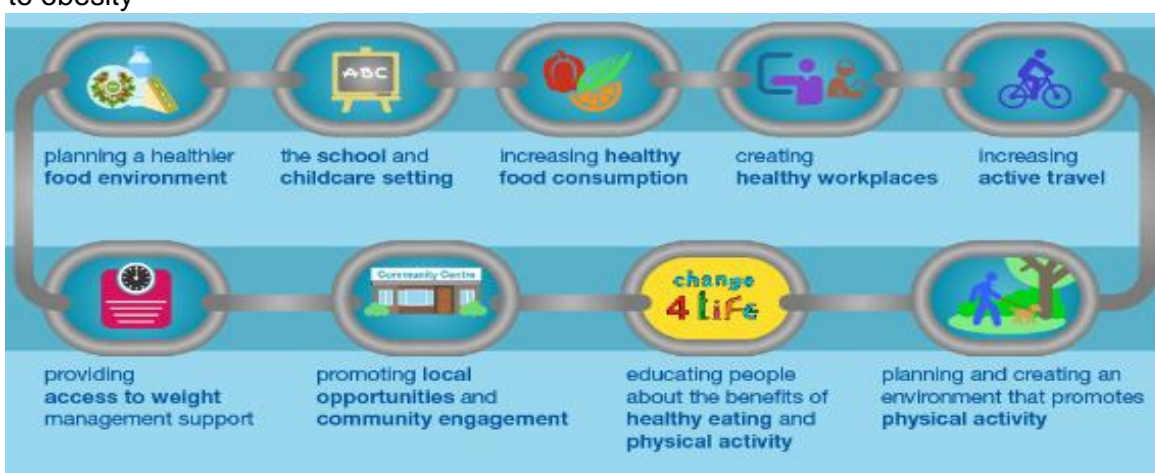 to obesity
ABC
planning a healthier
food environment
the school and
childcare setting
increasing healthy
food consumption
creating
healthy workplaces
increasing
active travel
Community Centre
change
4 Life
providing
access to weight
management support
promoting local
opportunities and
community engagement
educating people
about the benefits of
healthy eating and
physical activity
planning and creating an
environment that promotes
physical activity